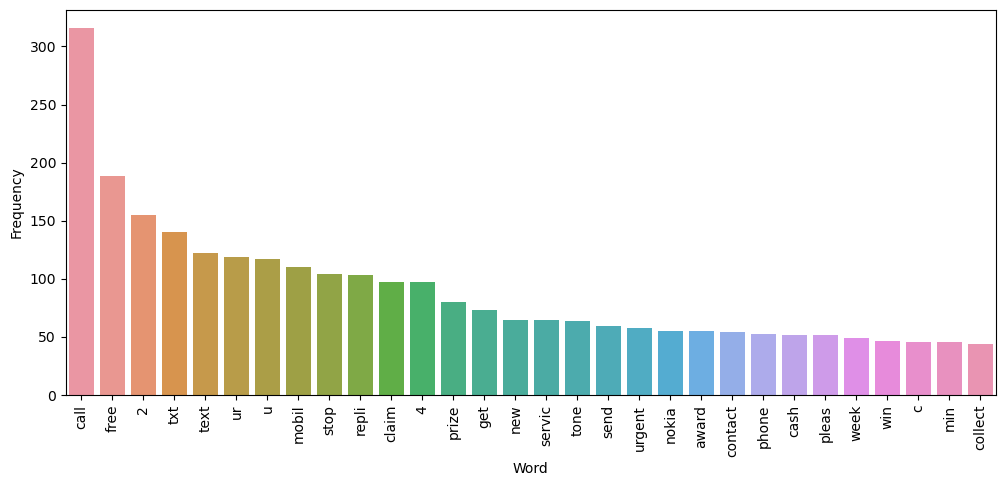 300
250
200
150
100
50
0
Frequency
call free 2 txt text ur u mobil stop repli claim 4 prize get new servic tone send urgent nokia award contact phone cash pleas week win c min collect
Word